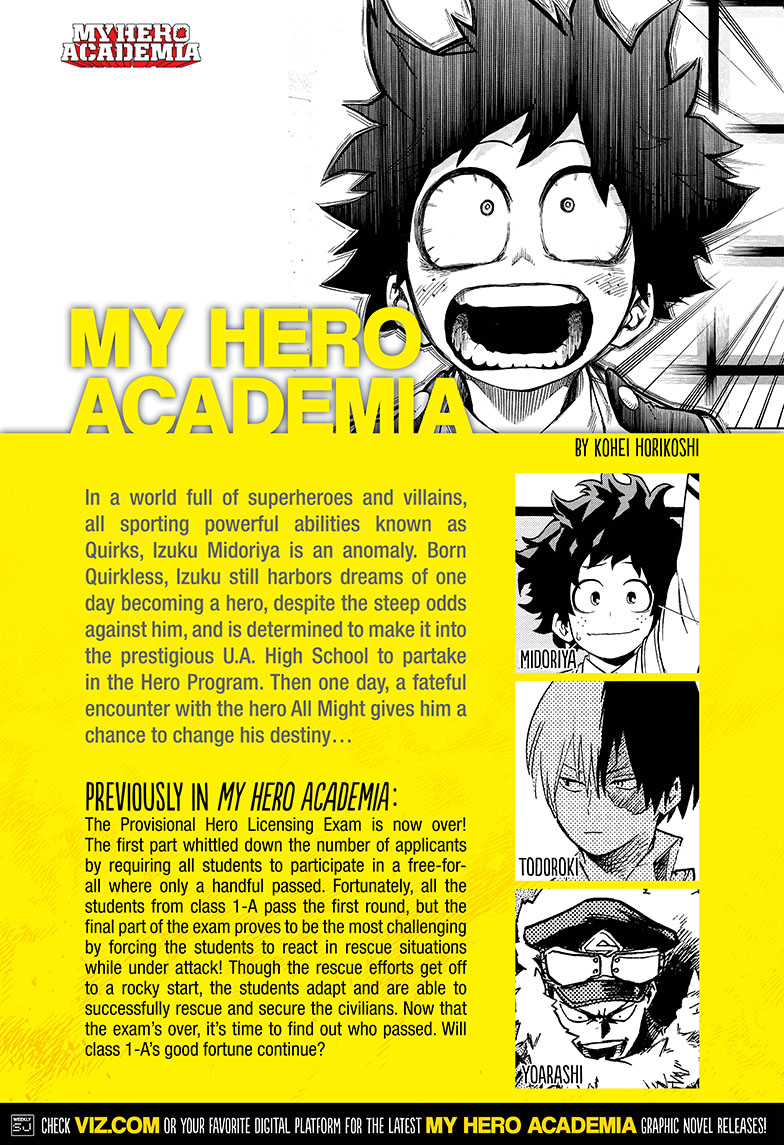 MY HERO
ACADEMIA
MY HERO
ACADEMIA
BY KOHEI HORIKOSHI
In a world full of superheroes and villains,
all sporting powerful abilities known as
Quirks, Izuku Midoriya is an anomaly. Born
Quirkless, Izuku still harbors dreams of one
day becoming a hero, despite the steep odds
against him, and is determined to make it into
the prestigious U.A. High School to partake
in the Hero Program. Then one day, a fateful
encounter with the hero All Might gives him a
chance to change his destiny…
PREVIOUSLY IN MY HERO ACADEMIA:
The Provisional Hero Licensing Exam is now over!
The first part whittled down the number of applicants
by requiring all students to participate in a free-for-
all where only a handful passed. Fortunately, all the
students from class 1-A pass the first round, but the
final part of the exam proves to be the most challenging
by forcing the students to react in rescue situations
while under attack! Though the rescue efforts get off
to a rocky start, the students adapt and are able to
successfully rescue and secure the civilians. Now that
the exam’s over, it’s time to find out who passed. Will
class 1-A’s good fortune continue?
MIDORIYA
TODOROKI
YOARASHI
WEEKLY
SJ
CHECK VIZ.COM OR YOUR FAVORITE DIGITAL PLATFORM FOR THE LATEST MY HERO ACADEMIA GRAPHIC NOVEL RELEASES!